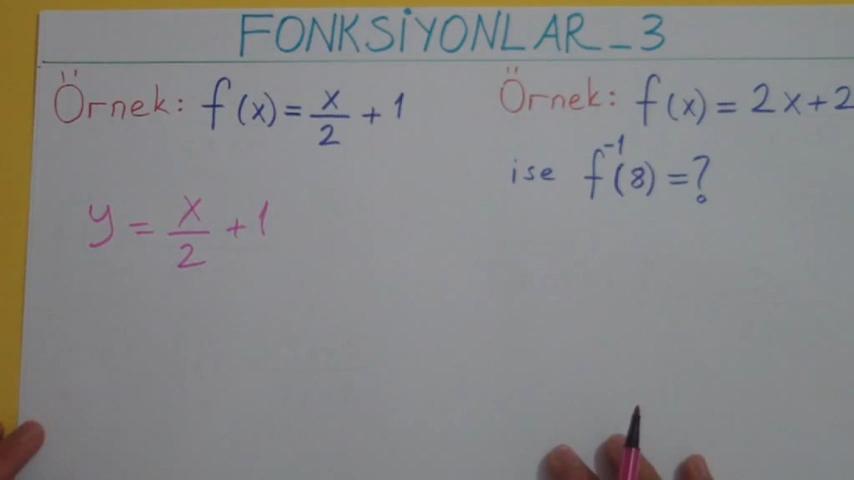 FONKSİYONLAR_3
Örnek: f(x) = x/2 + 1
y = x/2 + 1
Örnek: f(x) = 2x+2
ise f⁻¹(8) = ?